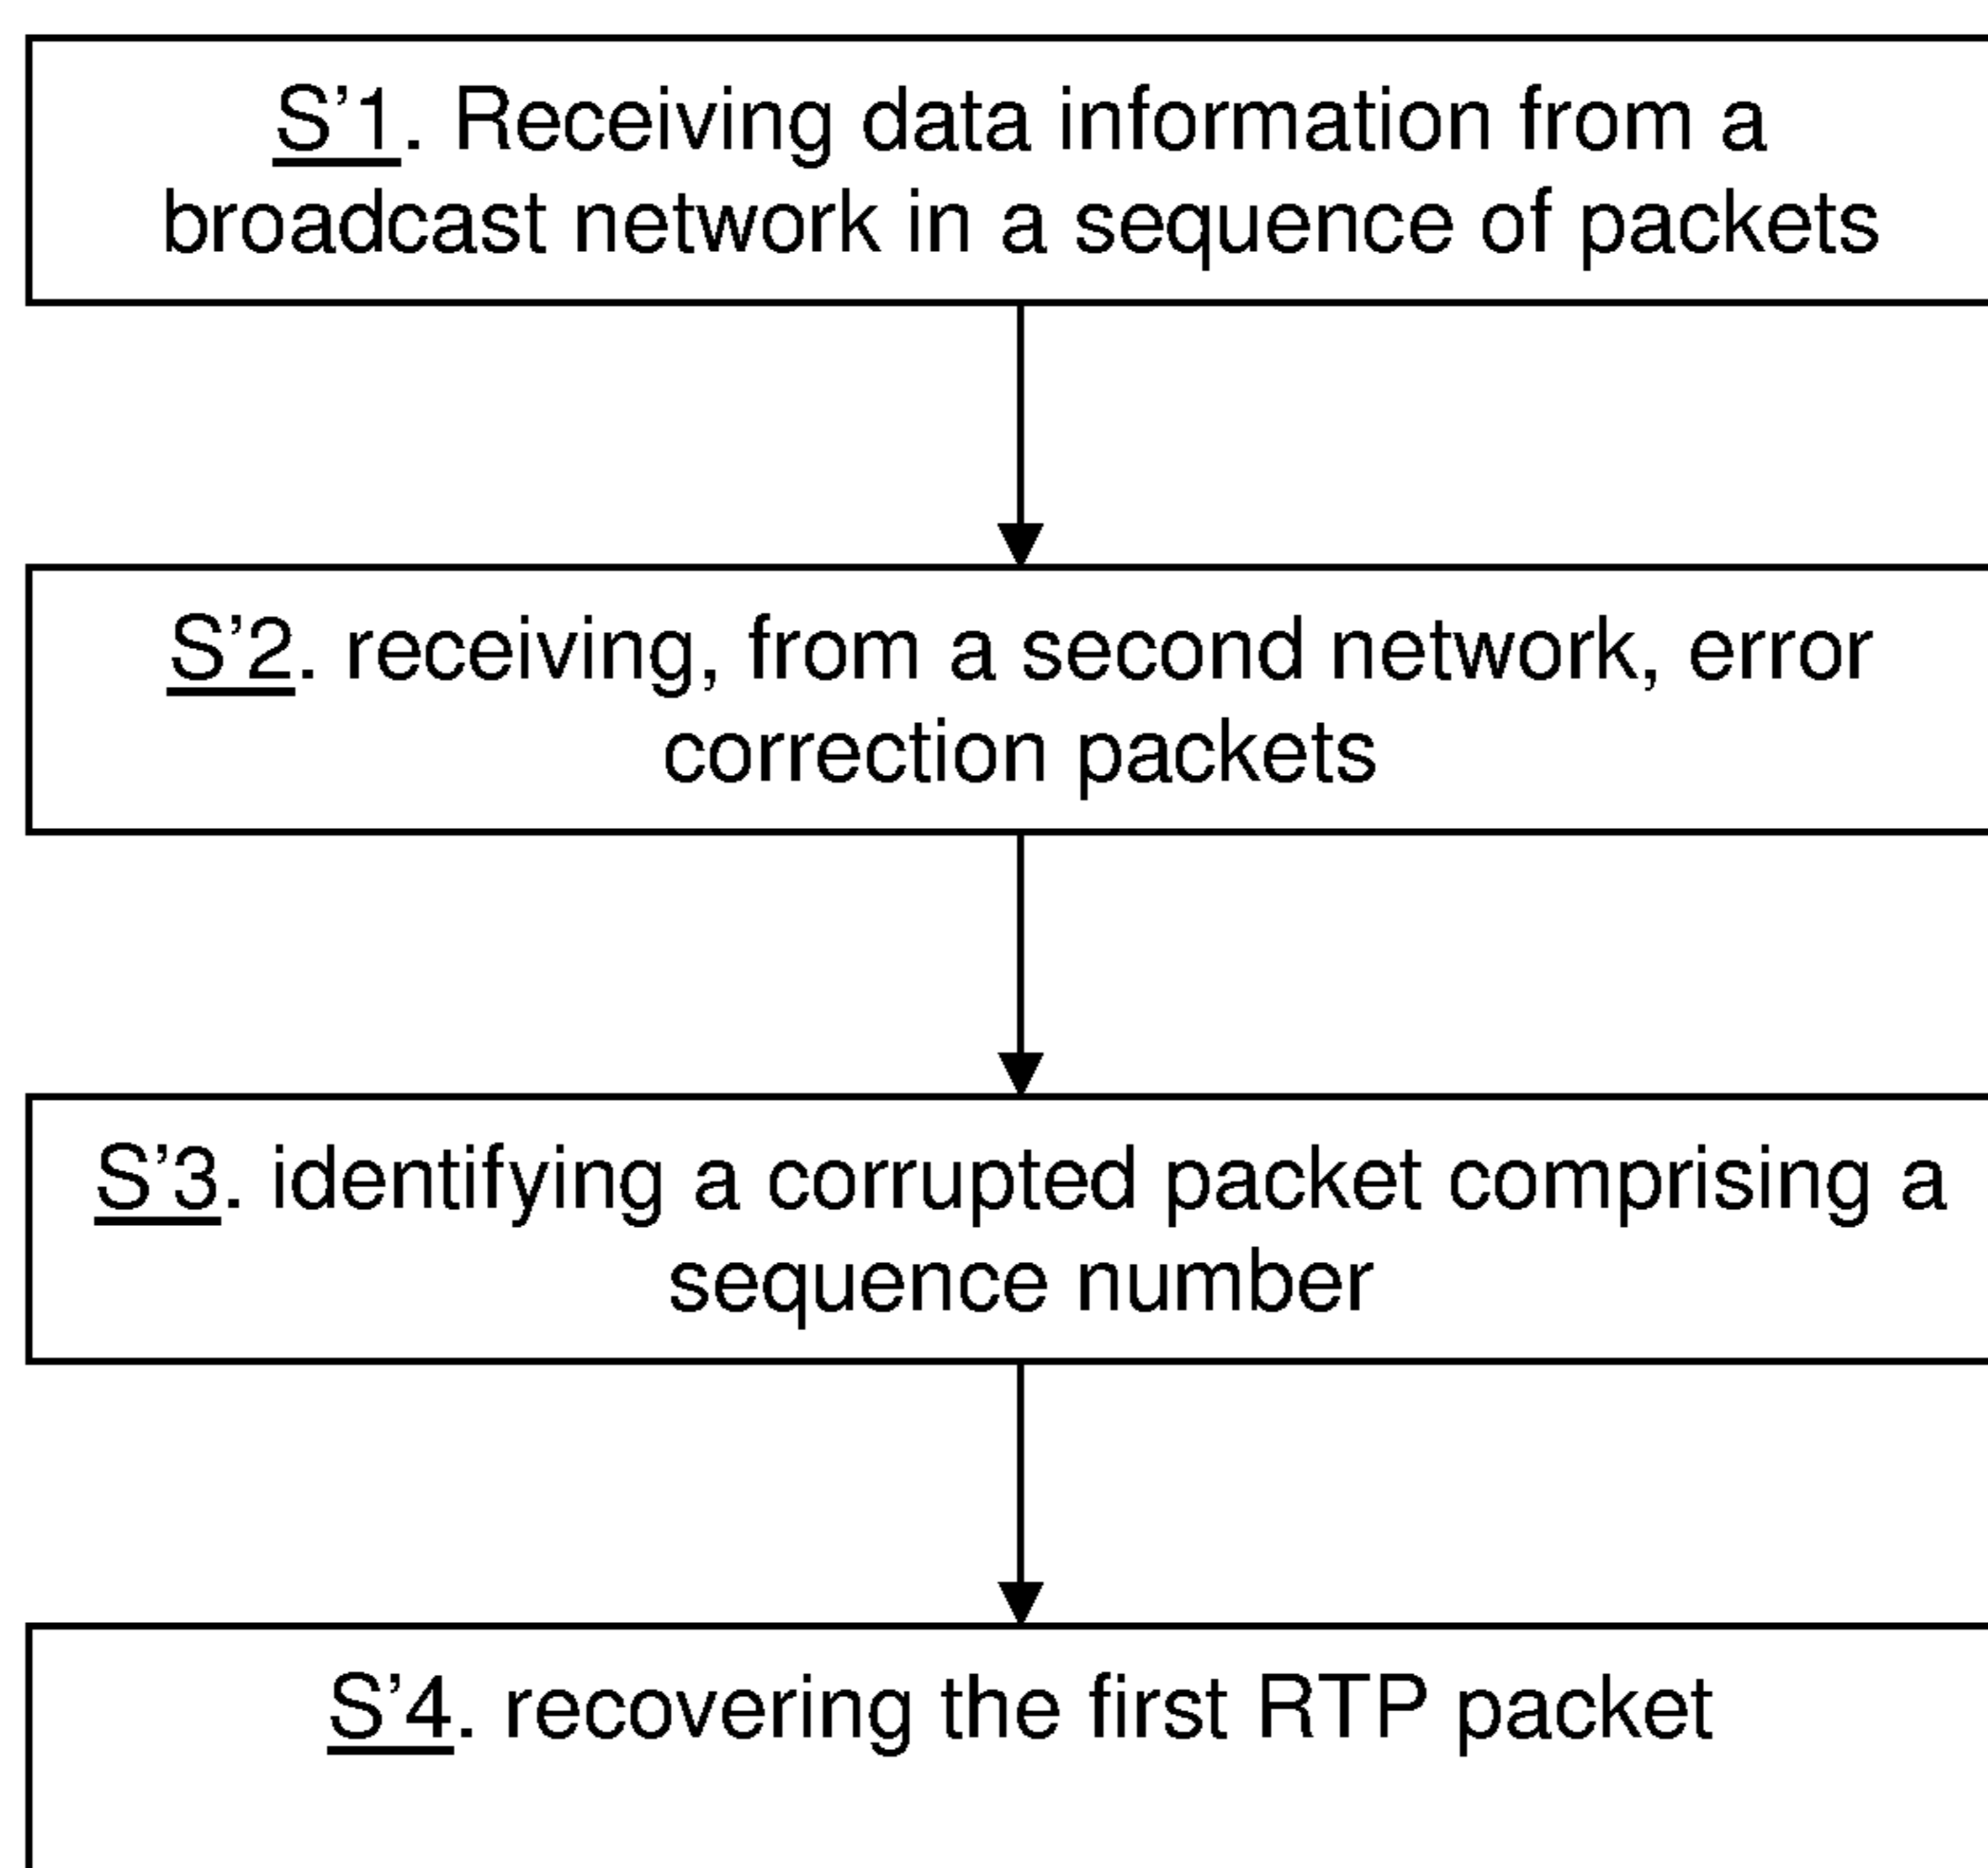 S’1. Receiving data information from a
broadcast network in a sequence of packets
S’2. receiving, from a second network, error
correction packets
S’3. identifying a corrupted packet comprising a
sequence number
S’4. recovering the first RTP packet